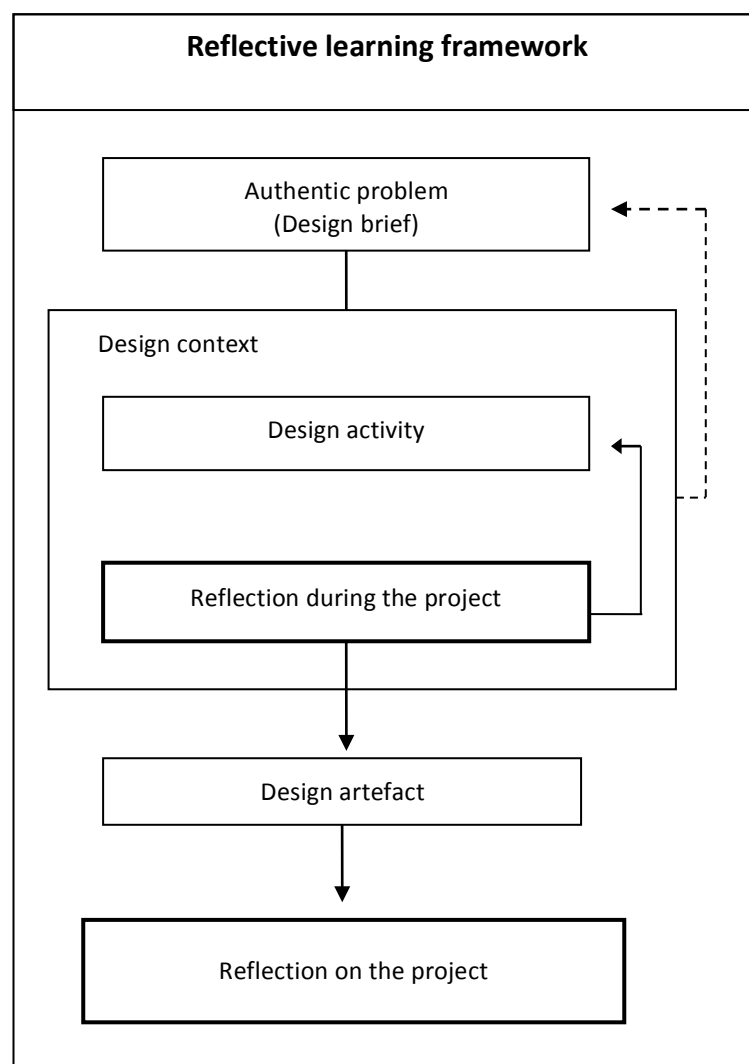 Reflective learning framework
Authentic problem
(Design brief)
Design context
Design activity
Reflection during the project
Design artefact
Reflection on the project